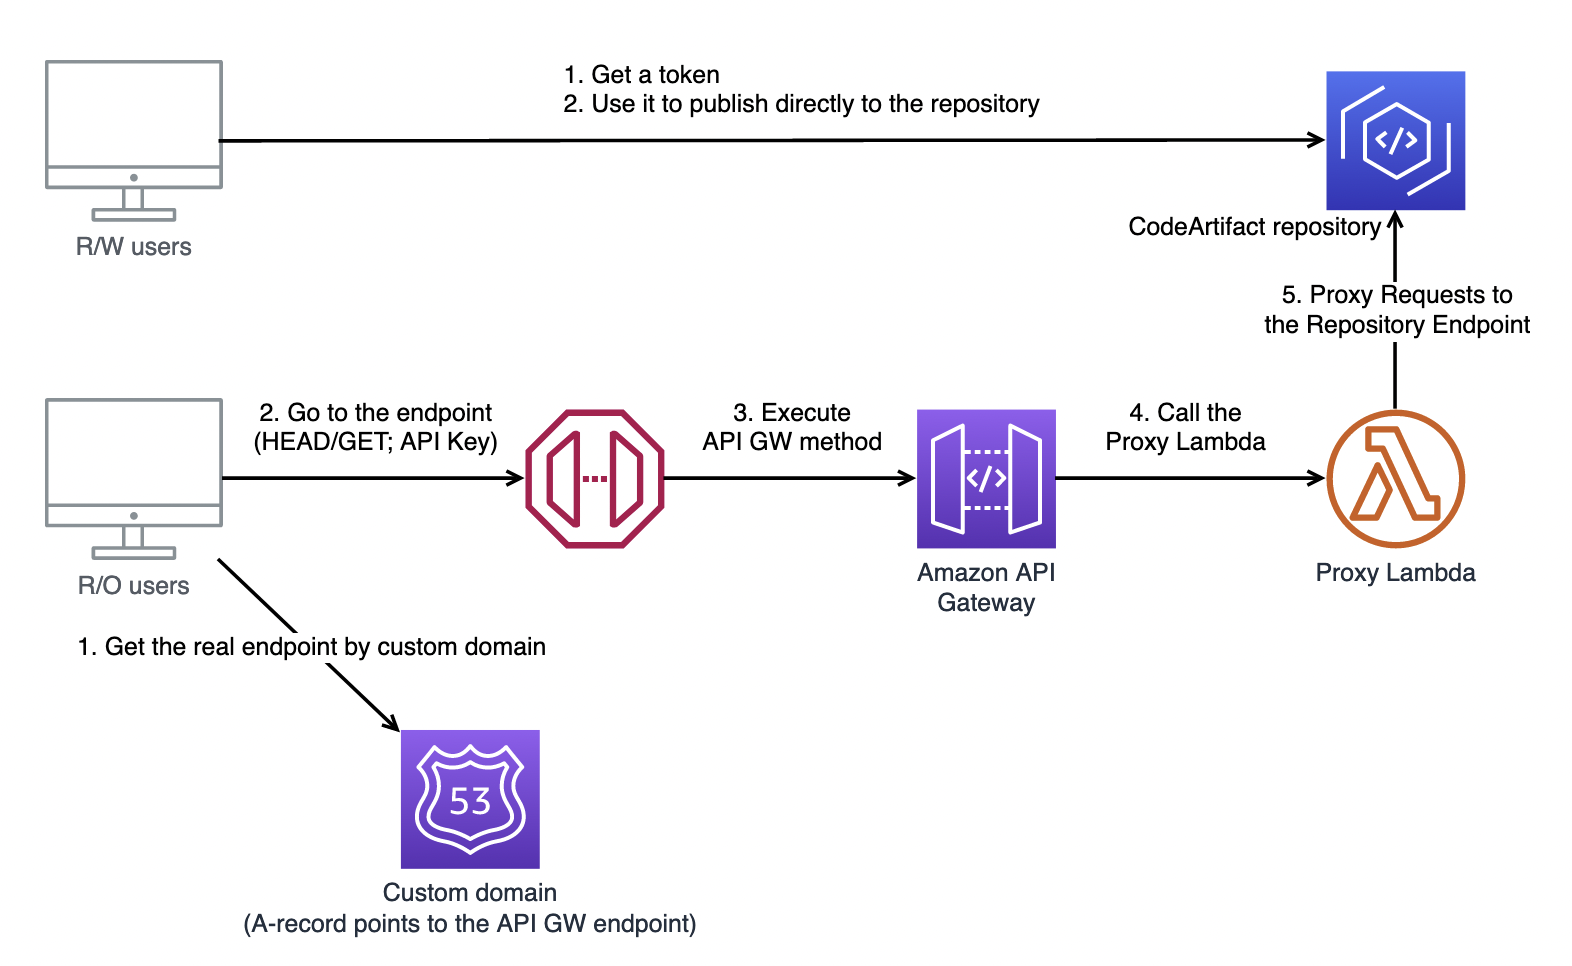 1. Get a token
2. Use it to publish directly to the repository
</>
R/W users
CodeArtifact repository
5. Proxy Requests to
the Repository Endpoint
2. Go to the endpoint
(HEAD/GET; API Key)
3. Execute
API GW method
</>
4. Call the
Proxy Lambda
R/O users
Amazon API
Gateway
Proxy Lambda
1. Get the real endpoint by custom domain
53
Custom domain
(A-record points to the API GW endpoint)